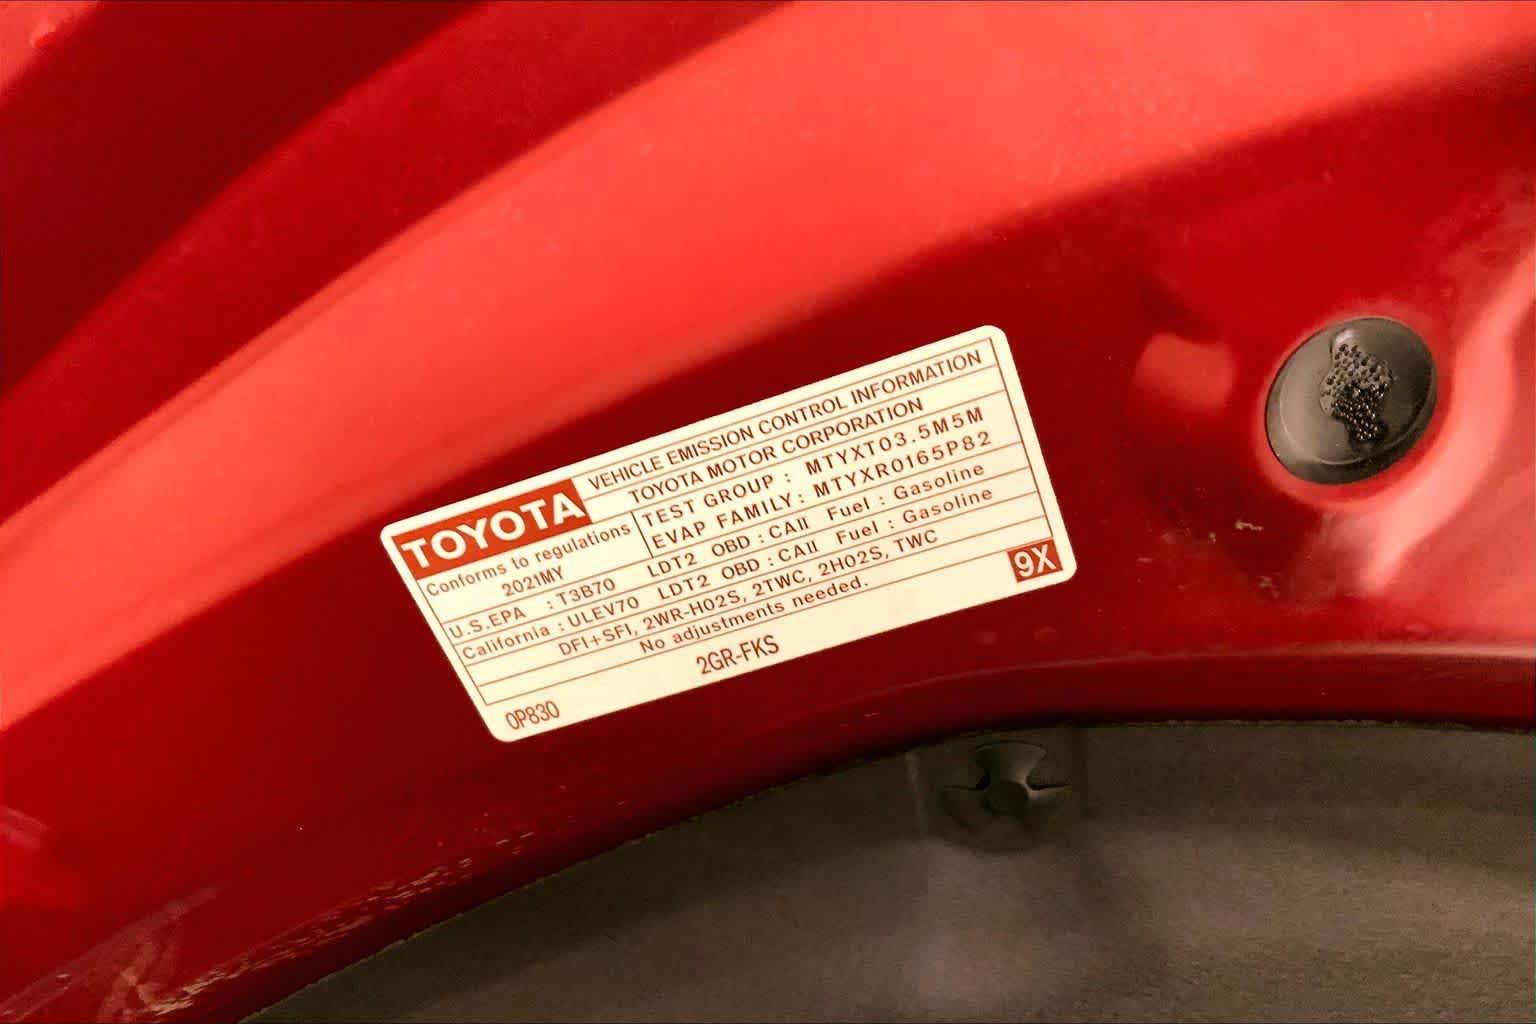 TOYOTA
VEHICLE EMISSION CONTROL INFORMATION
TOYOTA MOTOR CORPORATION
Conforms to regulations
2021MY
TEST GROUP : MTYXT03.5M5M
EVAP FAMILY: MTYXR0165P82
U.S.EPA : T3B70 LDT2 OBD : CAII Fuel : Gasoline
California : ULEV70 LDT2 OBD : CAII Fuel : Gasoline
DFI+SFI, 2WR-HO2S, 2TWC, 2HO2S, TWC
No adjustments needed.
9X
2GR-FKS
0P830